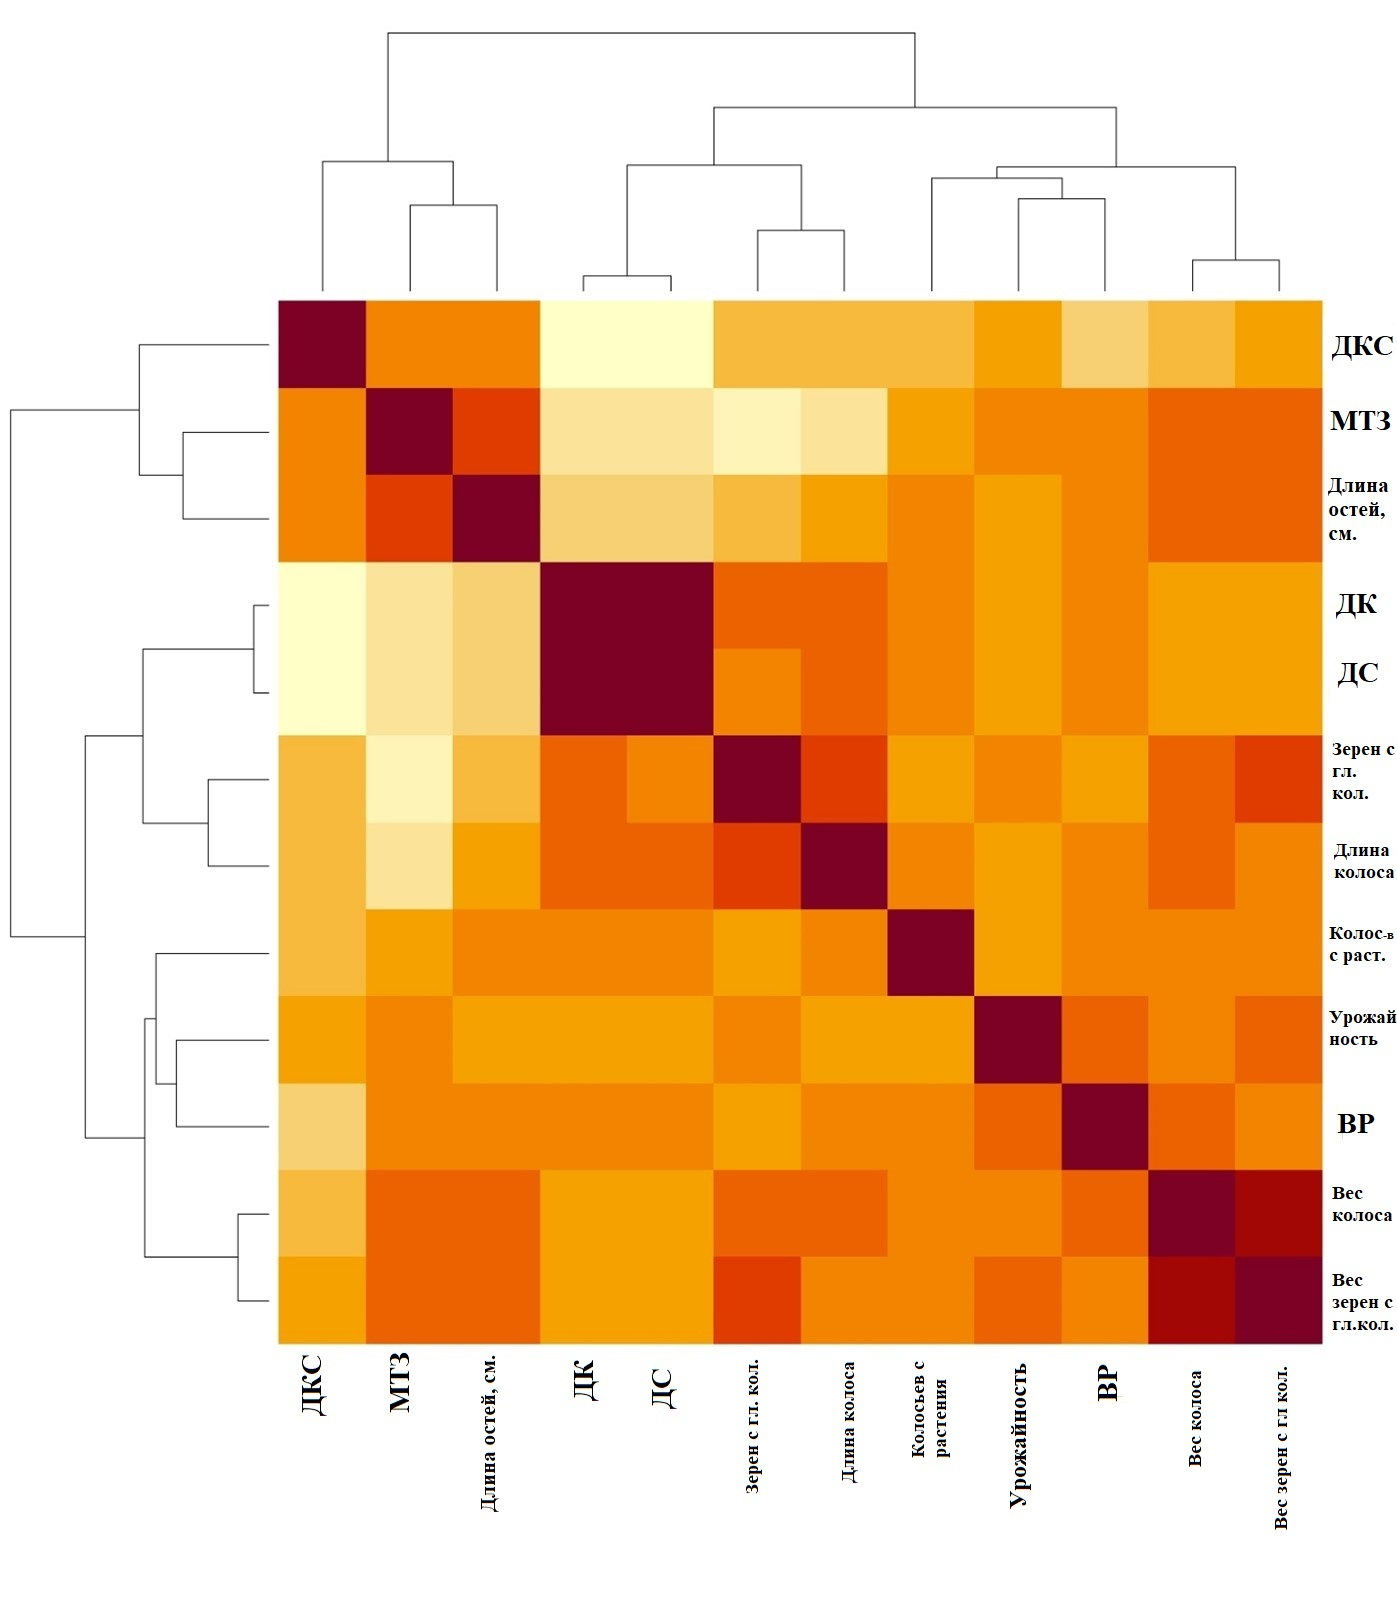 ДКС
МТЗ
Длина
остей,
см.
ДК
ДС
Зерен с
гл.
кол.
Длина
колоса
Колос-в
с раст.
Урожай
ность
ВР
Вес
колоса
Вес
зерен с
гл.кол.
ДКС
МТЗ
Длина остей, см.
ДК
ДС
Зерен с гл. кол.
Длина колоса
Колосьев с
растения
Урожайность
ВР
Вес колоса
Вес зерен с гл кол.